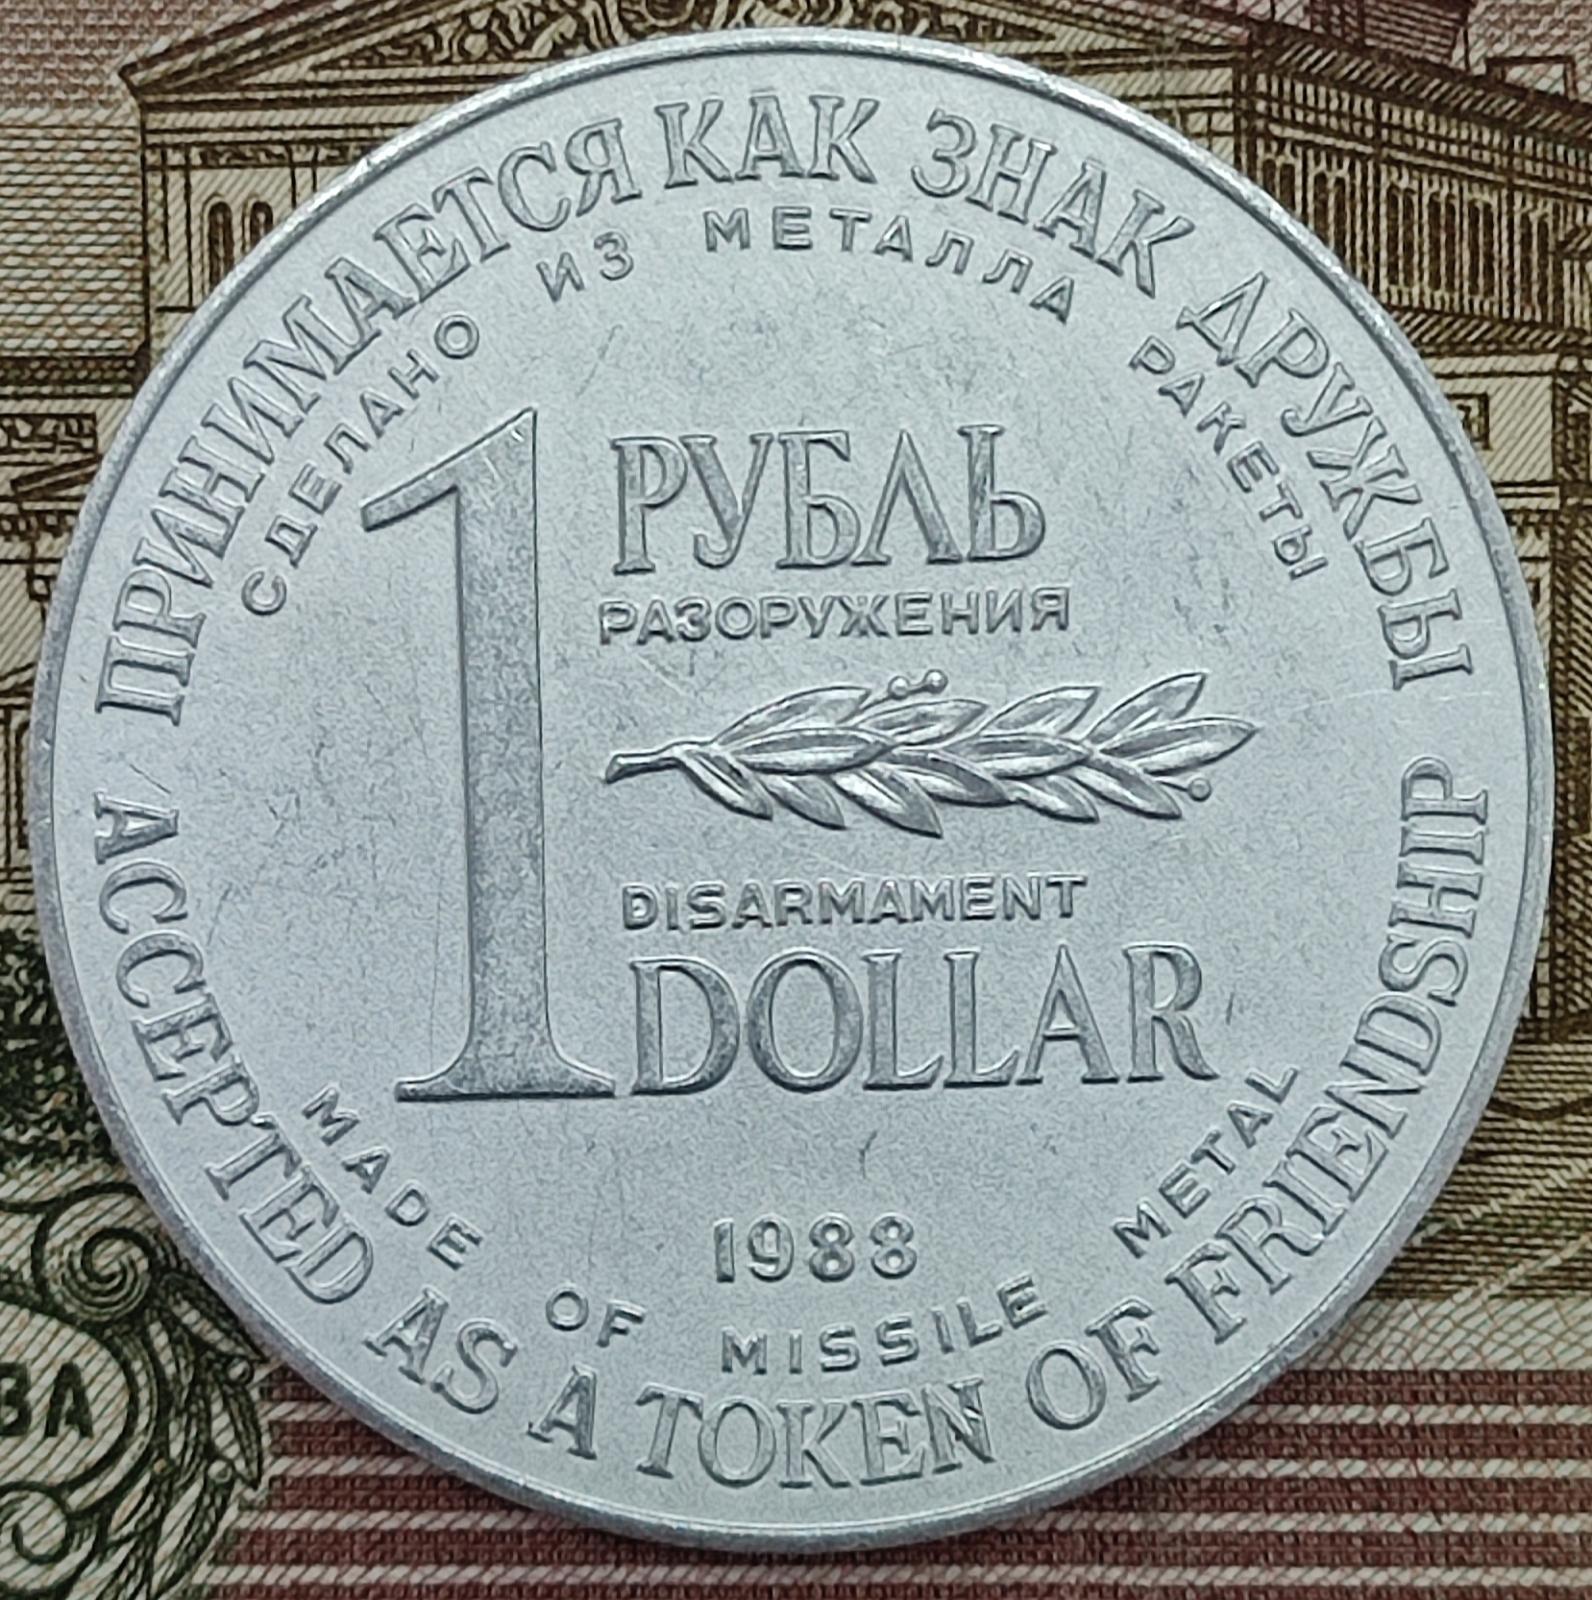 ПРИНИМАЕТСЯ КАК ЗНАК ДРУЖБЫ
СДЕЛАНО ИЗ МЕТАЛЛА РАКЕТЫ
1 РУБЛЬ
РАЗОРУЖЕНИЯ
DISARMAMENT
DOLLAR
1988
MADE OF MISSILE METAL
ACCEPTED AS A TOKEN OF FRIENDSHIP